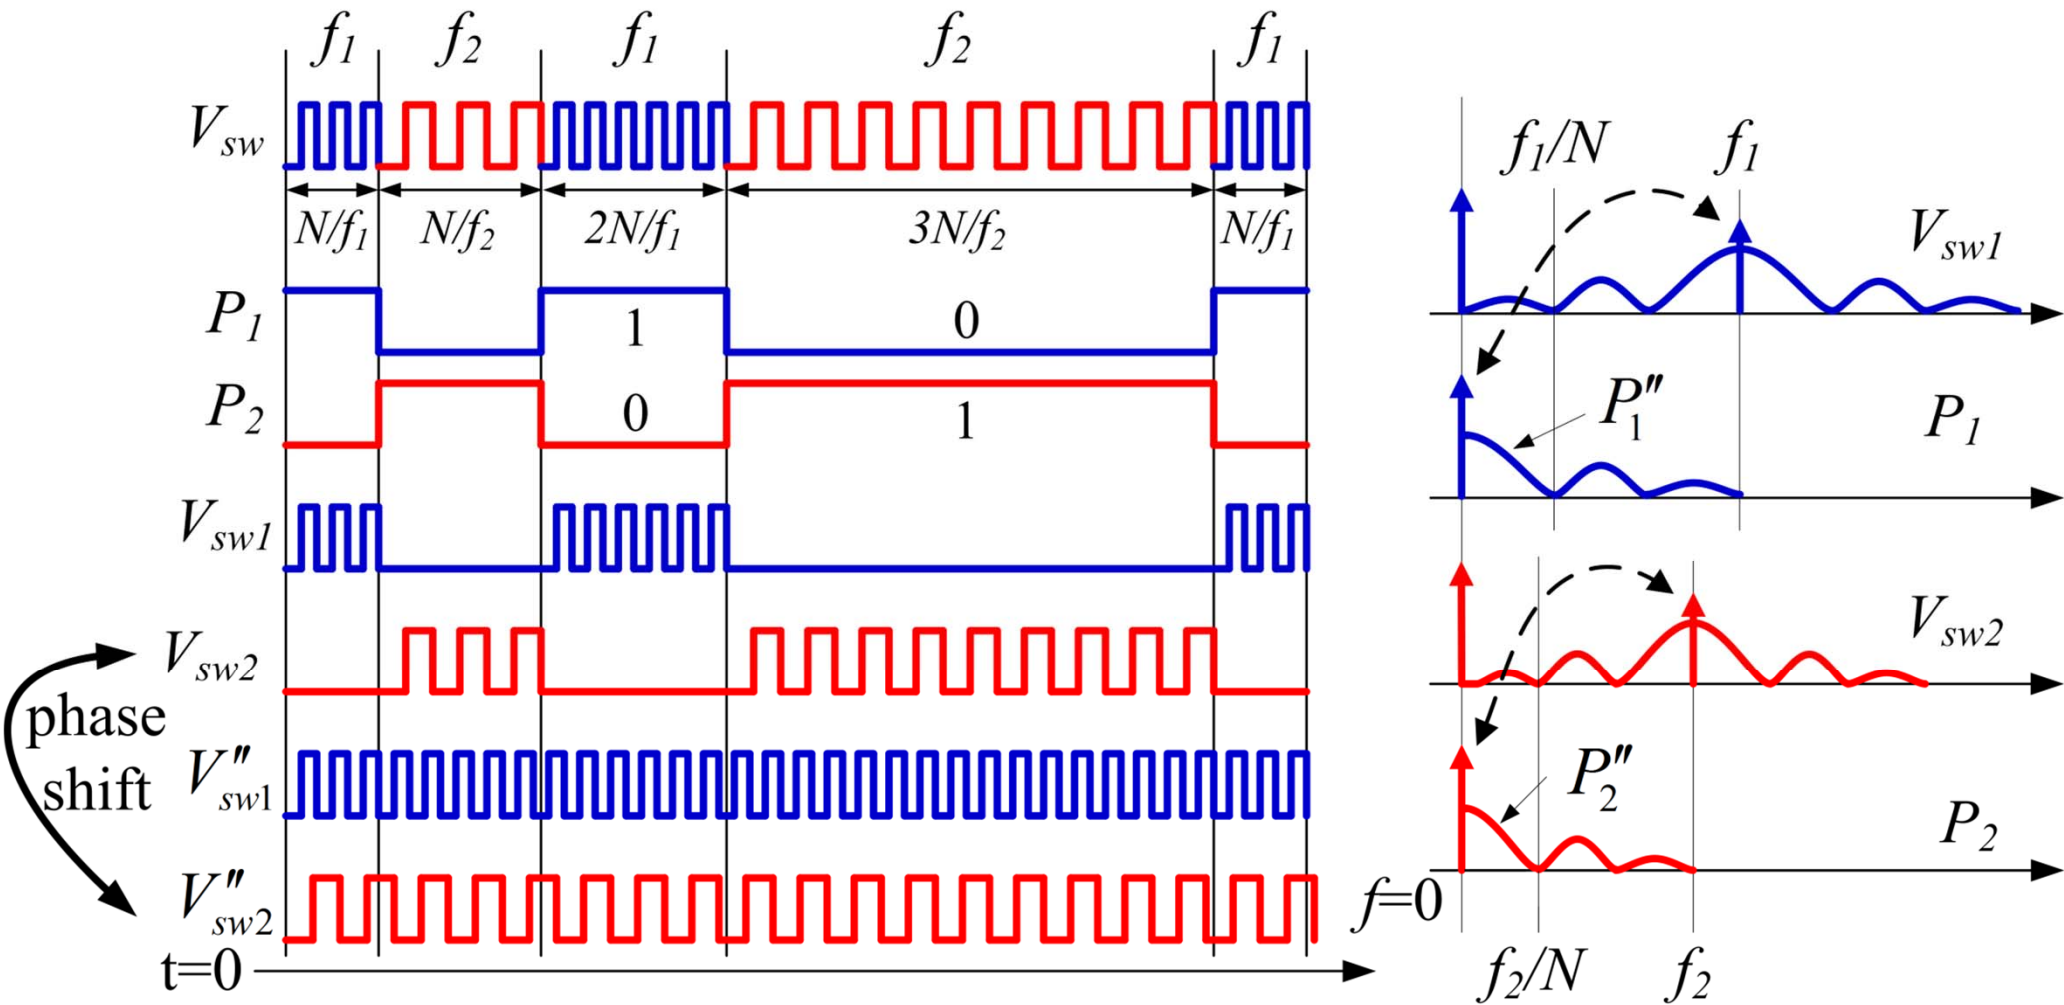 f1 f2 f1 f2 f1
Vsw
N/f1 N/f2 2N/f1 3N/f2 N/f1
P1 1 0
P2 0 1
Vsw1
Vsw2
phase
shift
V″sw1
V″sw2
t=0
f1/N f1
Vsw1
P″1 P1
Vsw2
P″2 P2
f=0
f2/N f2